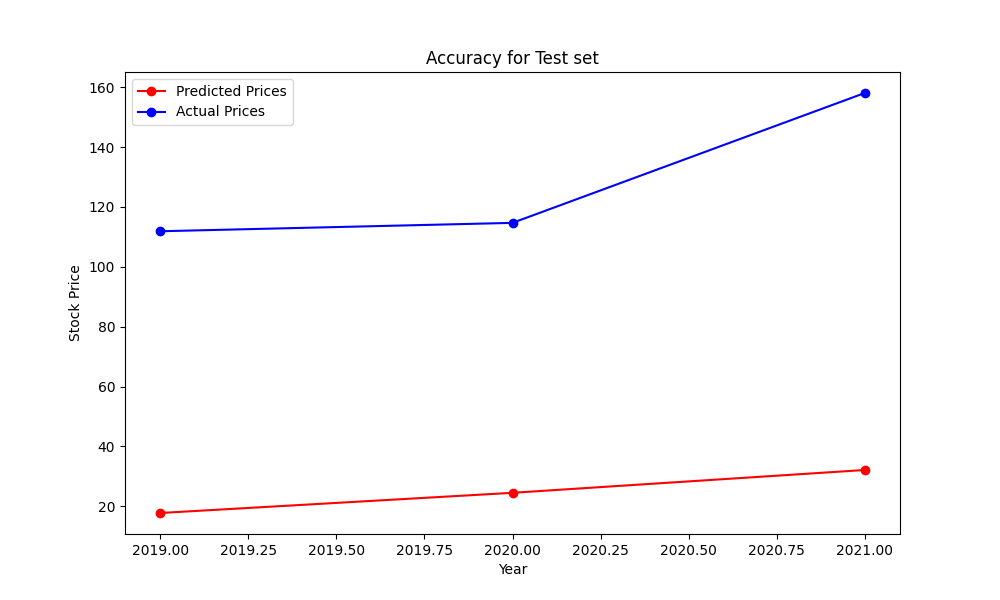 Accuracy for Test set
Predicted Prices
Actual Prices
160
140
120
100
80
60
40
20
Stock Price
2019.00 2019.25 2019.50 2019.75 2020.00 2020.25 2020.50 2020.75 2021.00
Year